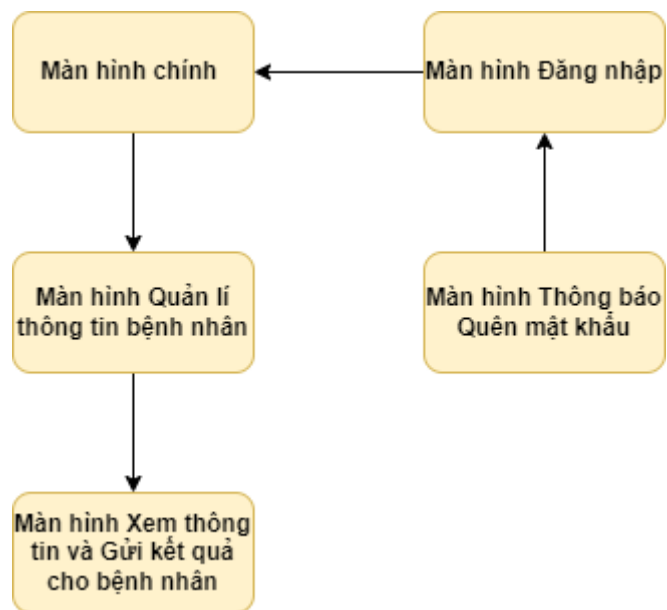 Màn hình chính
Màn hình Đăng nhập
Màn hình Quản lí
thông tin bệnh nhân
Màn hình Thông báo
Quên mật khẩu
Màn hình Xem thông
tin và Gửi kết quả
cho bệnh nhân